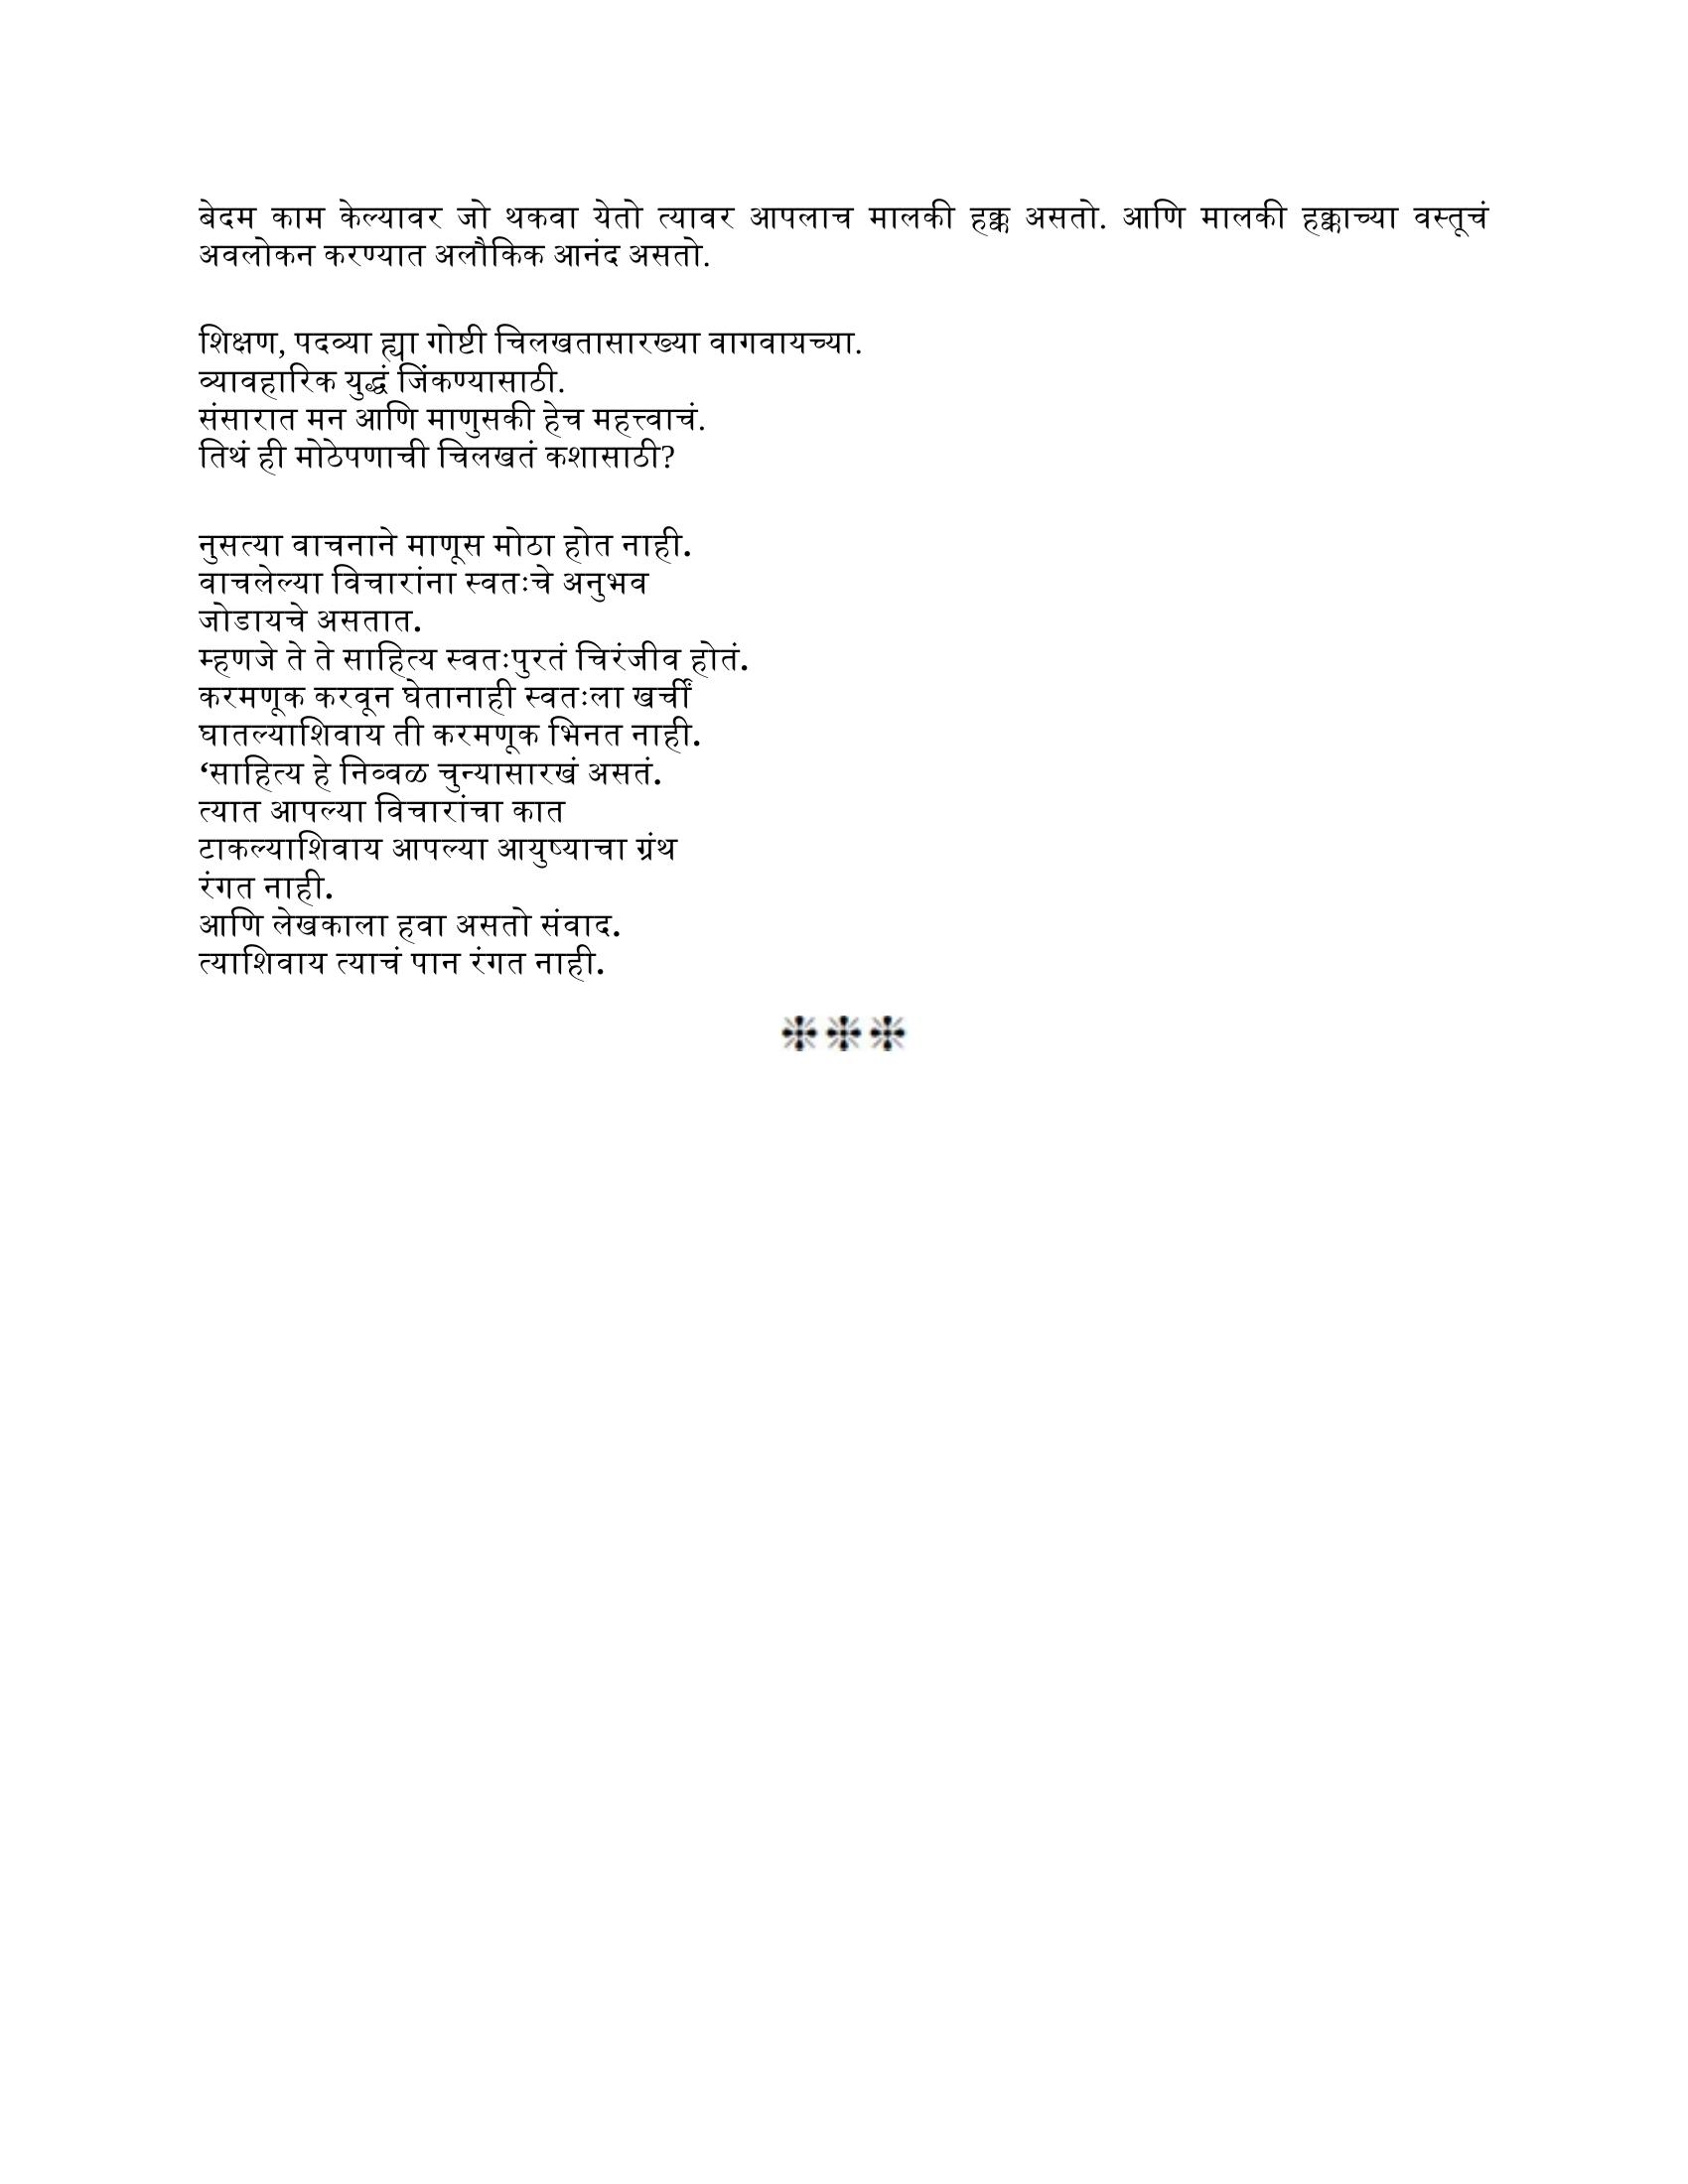 बेदम काम केल्यावर जो थकवा येतो त्यावर आपलाच मालकी हक्क असतो. आणि मालकी हक्काच्या वस्तूचं
अवलोकन करण्यात अलौकिक आनंद असतो.
शिक्षण, पदव्या ह्या गोष्टी चिलखतासारख्या वागवायच्या.
व्यावहारिक युद्धं जिंकण्यासाठी.
संसारात मन आणि माणुसकी हेच महत्त्वाचं.
तिथं ही मोठेपणाची चिलखतं कशासाठी?
नुसत्या वाचनाने माणूस मोठा होत नाही.
वाचलेल्या विचारांना स्वतःचे अनुभव
जोडायचे असतात.
म्हणजे ते ते साहित्य स्वतःपुरतं चिरंजीव होतं.
करमणूक करवून घेतानाही स्वतःला खर्चीं
घातल्याशिवाय ती करमणूक भिनत नाही.
‘साहित्य हे निव्वळ चुन्यासारखं असतं.
त्यात आपल्या विचारांचा कात
टाकल्याशिवाय आपल्या आयुष्याचा ग्रंथ
रंगत नाही.
आणि लेखकाला हवा असतो संवाद.
त्याशिवाय त्याचं पान रंगत नाही.